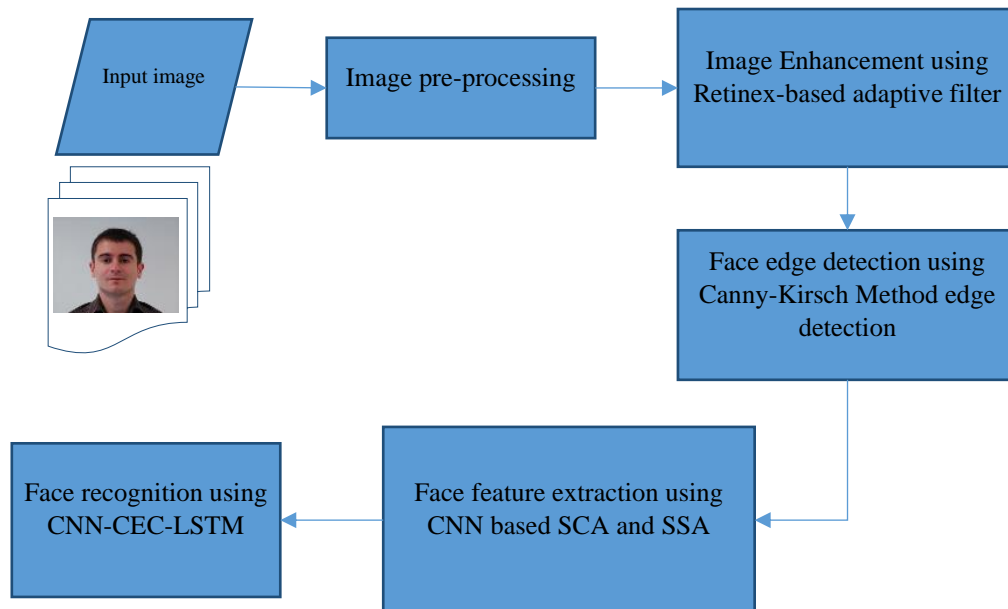 Input image
Image pre-processing
Image Enhancement using
Retinex-based adaptive filter
Face edge detection using
Canny-Kirsch Method edge
detection
Face feature extraction using
CNN based SCA and SSA
Face recognition using
CNN-CEC-LSTM